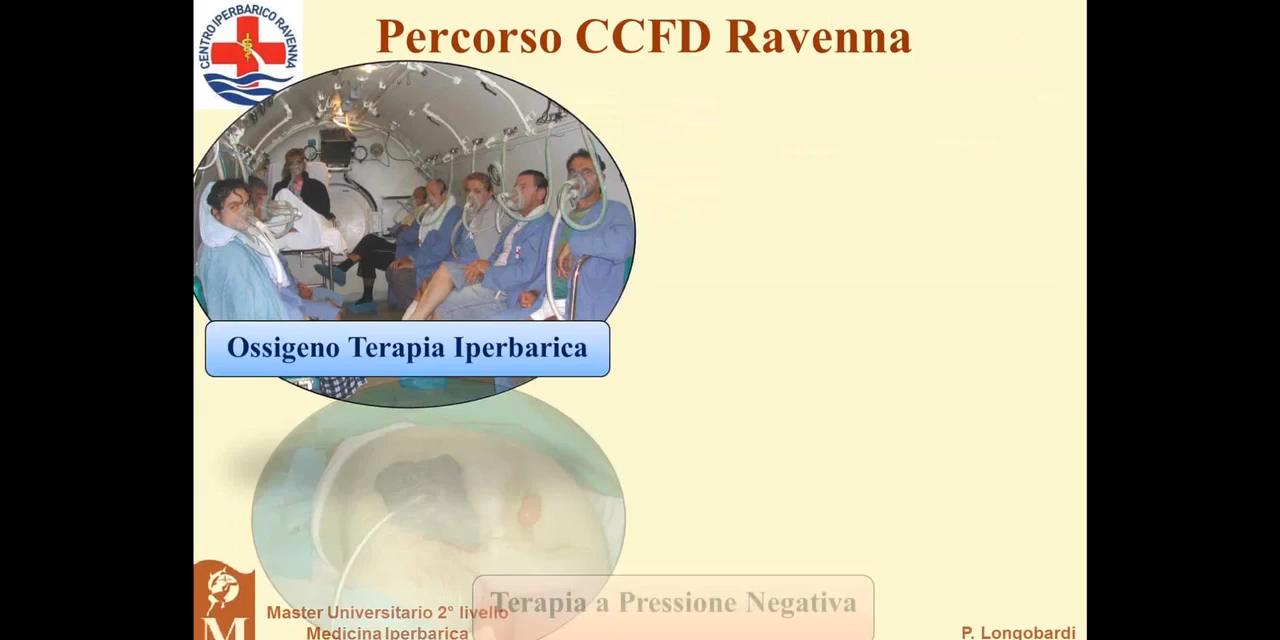 CENTRO IPERBARICO RAVENNA
Percorso CCFD Ravenna
Ossigeno Terapia Iperbarica
Terapia a Pressione Negativa
Master Universitario 2° livello
Medicina Iperbarica
P. Longobardi
M